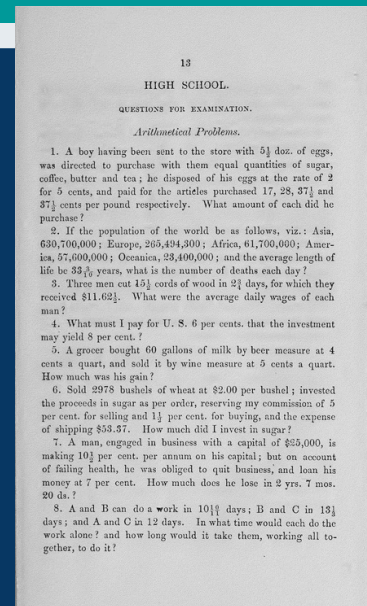 13
HIGH SCHOOL.
QUESTIONS FOR EXAMINATION.
Arithmetical Problems.
1. A boy having been sent to the store with 5½ doz. of eggs,
was directed to purchase with them equal quantities of sugar,
coffee, butter and tea; he disposed of his eggs at the rate of 2
for 5 cents, and paid for the articles purchased 17, 28, 37½ and
37½ cents per pound respectively. What amount of each did he
purchase?
2. If the population of the world be as follows, viz.: Asia,
630,700,000; Europe, 265,494,300; Africa, 61,700,000; Amer-
ica, 57,600,000; Oceanica, 23,400,000; and the average length of
life be 33 3/10 years, what is the number of deaths each day?
3. Three men cut 15½ cords of wood in 2¾ days, for which they
received $11.62½. What were the average daily wages of each
man?
4. What must I pay for U. S. 6 per cents. that the investment
may yield 8 per cent.?
5. A grocer bought 60 gallons of milk by beer measure at 4
cents a quart, and sold it by wine measure at 5 cents a quart.
How much was his gain?
6. Sold 2978 bushels of wheat at $2.00 per bushel; invested
the proceeds in sugar as per order, reserving my commission of 5
per cent. for selling and 1½ per cent. for buying, and the expense
of shipping $53.37. How much did I invest in sugar?
7. A man, engaged in business with a capital of $25,000, is
making 10½ per cent. per annum on his capital; but on account
of failing health, he was obliged to quit business, and loan his
money at 7 per cent. How much does he lose in 2 yrs. 7 mos.
20 ds.?
8. A and B can do a work in 10 10/11 days; B and C in 13⅓
days; and A and C in 12 days. In what time would each do the
work alone? and how long would it take them, working all to-
gether, to do it?